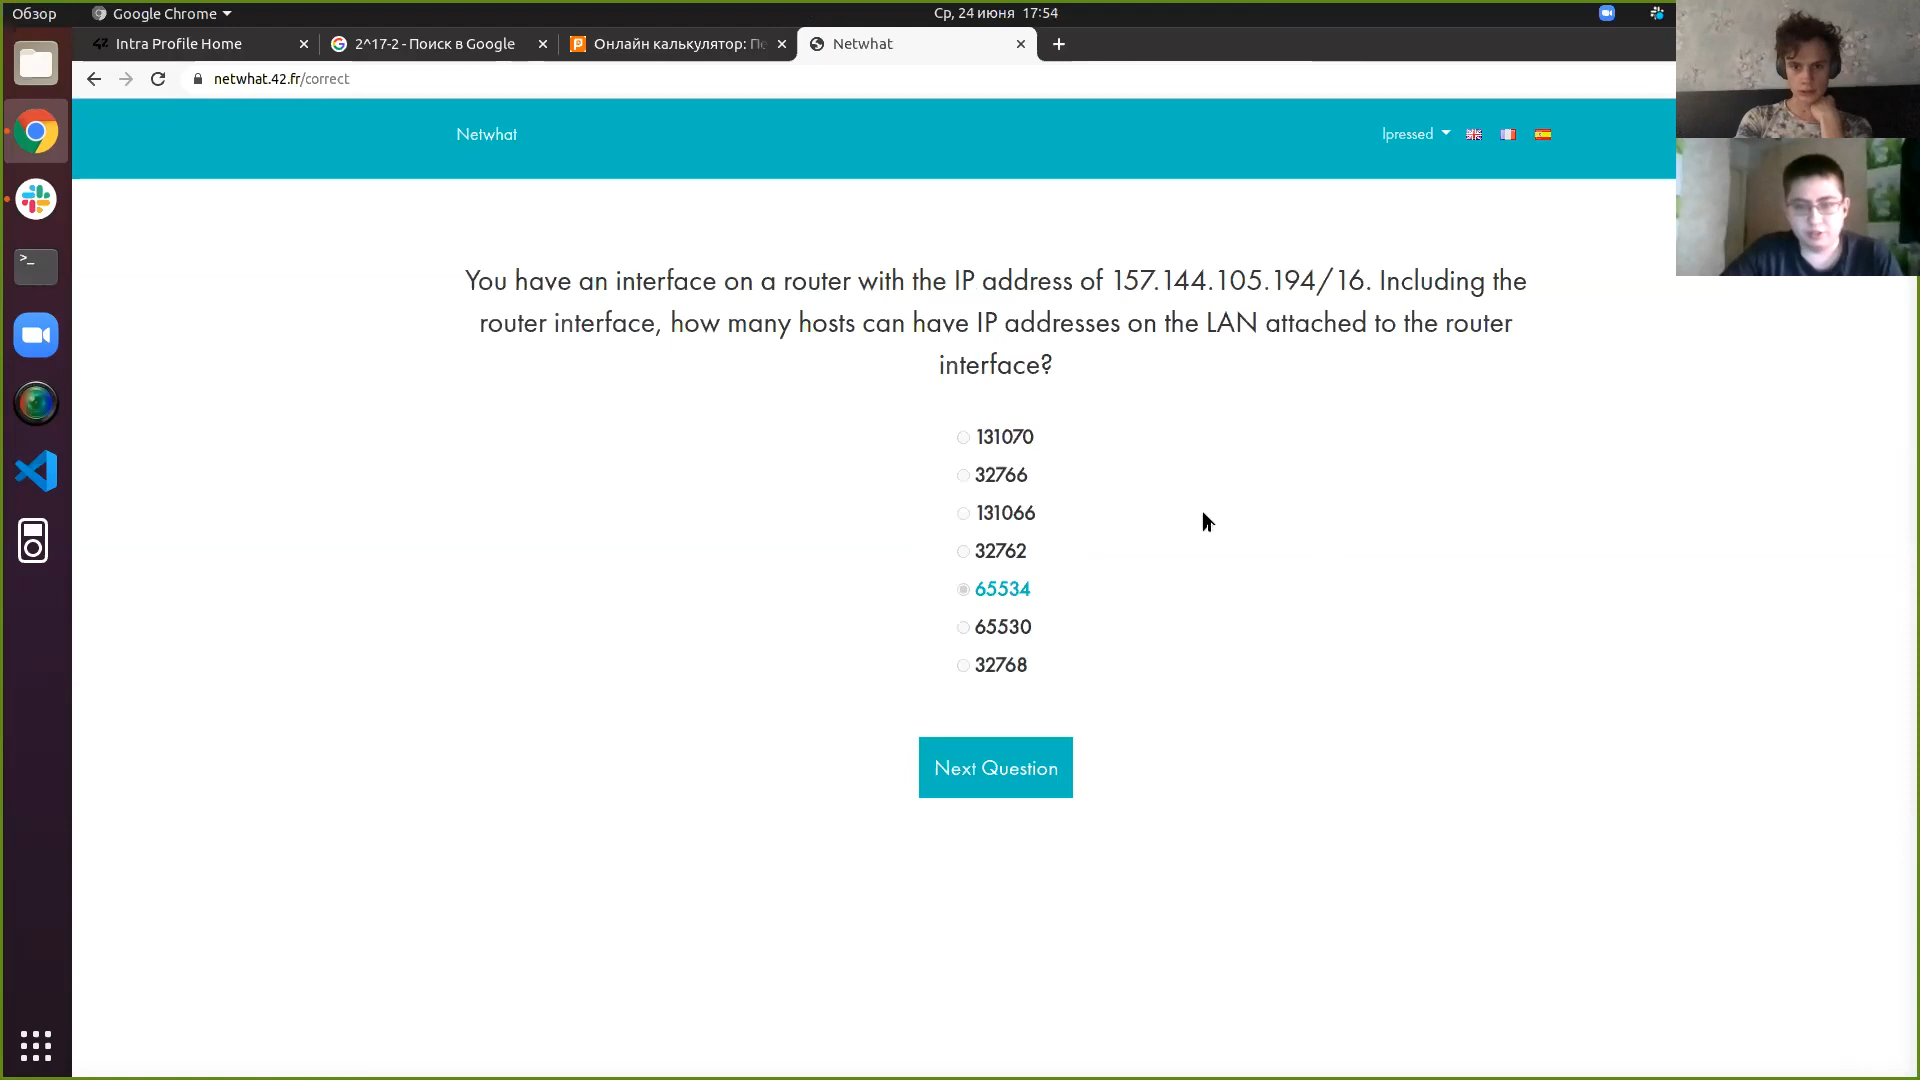 Обзор
Google Chrome
Ср, 24 июня 17:54
Intra Profile Home
2^17-2 - Поиск в Google
Онлайн калькулятор: Пе
Netwhat
netwhat.42.fr/correct
Netwhat
lpressed
You have an interface on a router with the IP address of 157.144.105.194/16. Including the
router interface, how many hosts can have IP addresses on the LAN attached to the router
interface?
131070
32766
131066
32762
65534
65530
32768
Next Question